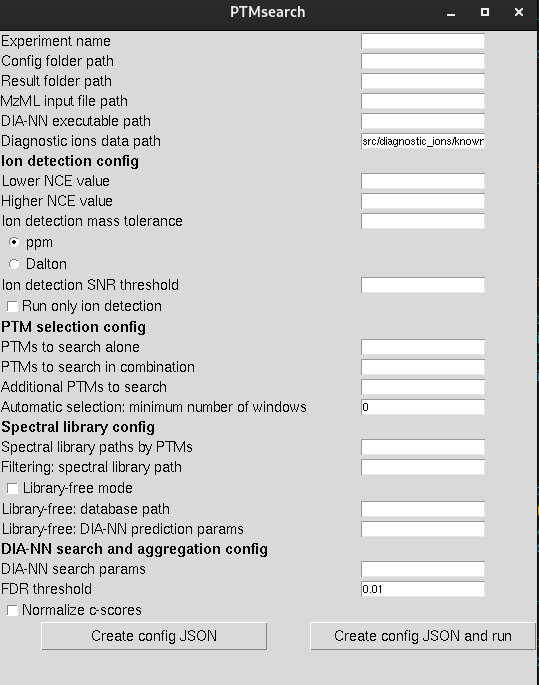 PTMsearch
Experiment name
Config folder path
Result folder path
MzML input file path
DIA-NN executable path
Diagnostic ions data path src/diagnostic_ions/knowr
Ion detection config
Lower NCE value
Higher NCE value
Ion detection mass tolerance
ppm
Dalton
Ion detection SNR threshold
Run only ion detection
PTM selection config
PTMs to search alone
PTMs to search in combination
Additional PTMs to search
Automatic selection: minimum number of windows 0
Spectral library config
Spectral library paths by PTMs
Filtering: spectral library path
Library-free mode
Library-free: database path
Library-free: DIA-NN prediction params
DIA-NN search and aggregation config
DIA-NN search params
FDR threshold 0.01
Normalize c-scores
Create config JSON Create config JSON and run